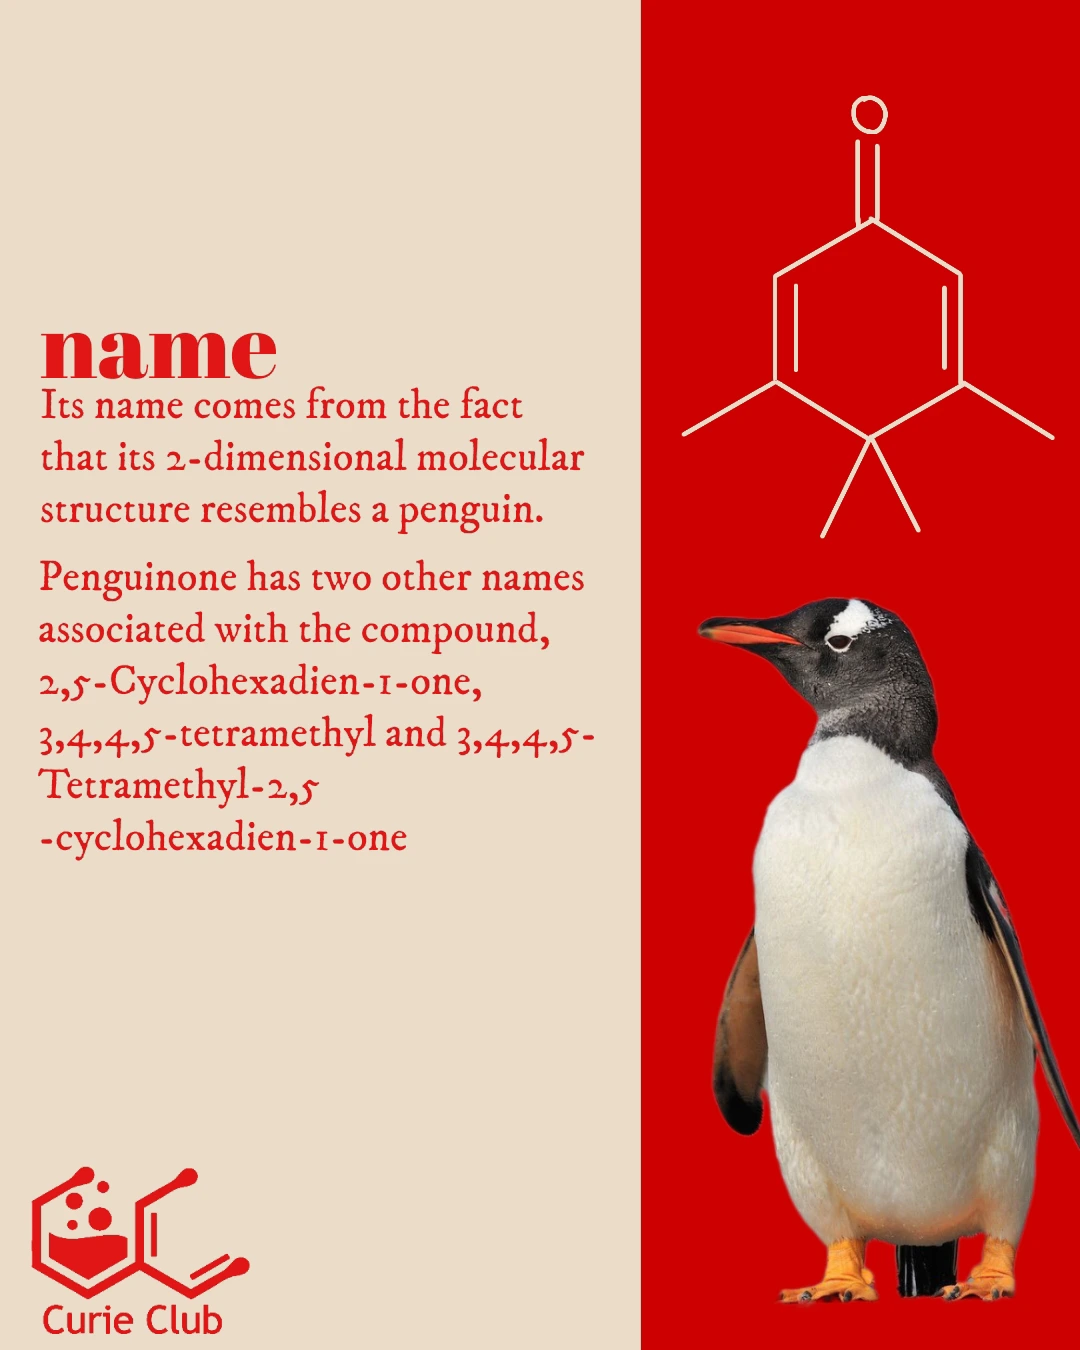 name
Its name comes from the fact
that its 2-dimensional molecular
structure resembles a penguin.
Penguinone has two other names
associated with the compound,
2,5-Cyclohexadien-1-one,
3,4,4,5-tetramethyl and 3,4,4,5-
Tetramethyl-2,5
-cyclohexadien-1-one
O
Curie Club